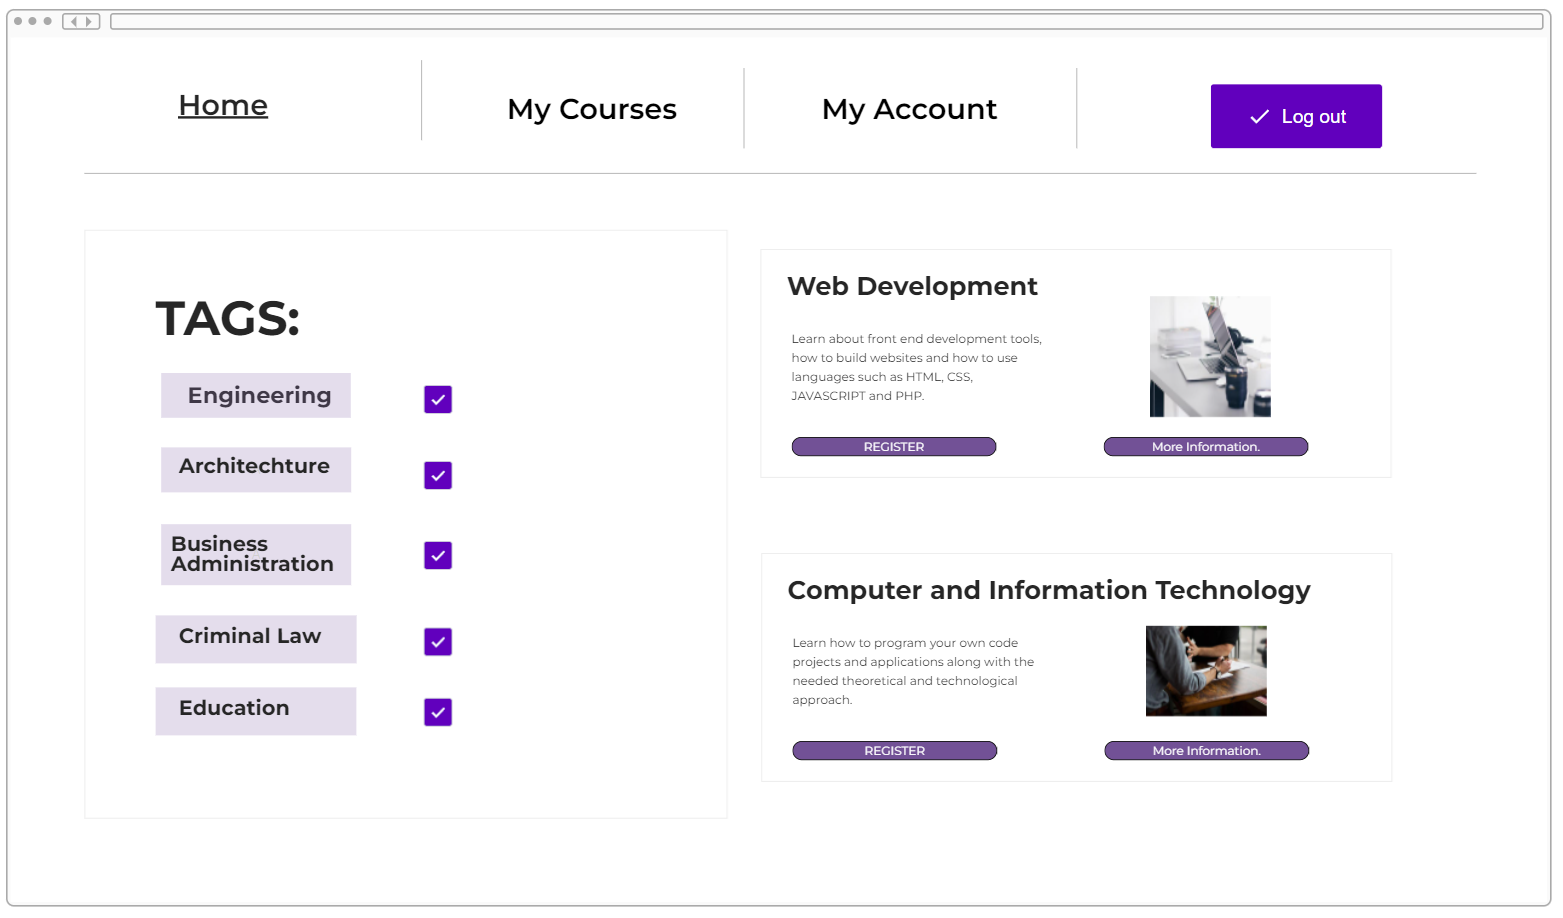 Home
My Courses
My Account
Log out
TAGS:
Engineering
Architechture
Business
Administration
Criminal Law
Education
Web Development
Learn about front end development tools,
how to build websites and how to use
languages such as HTML, CSS,
JAVASCRIPT and PHP.
REGISTER
More Information.
Computer and Information Technology
Learn how to program your own code
projects and applications along with the
needed theoretical and technological
approach.
REGISTER
More Information.